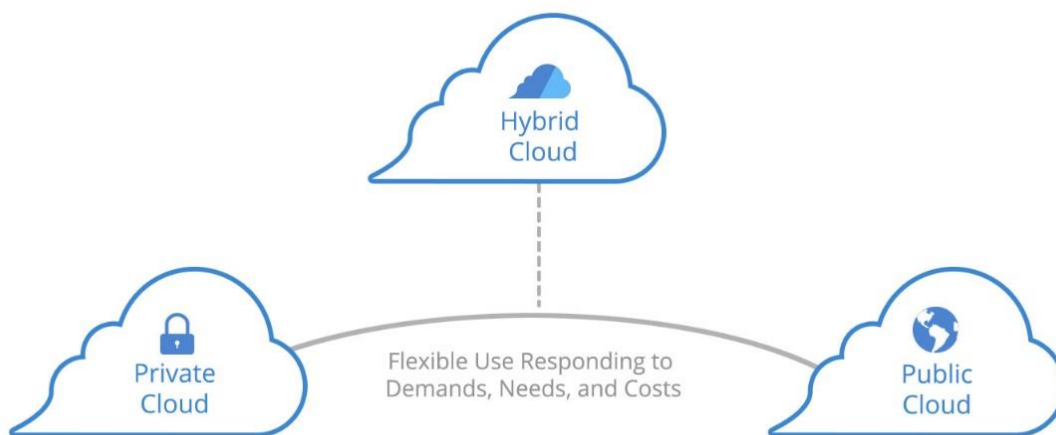 Hybrid
Cloud
Flexible Use Responding to
Demands, Needs, and Costs
Private
Cloud
Public
Cloud